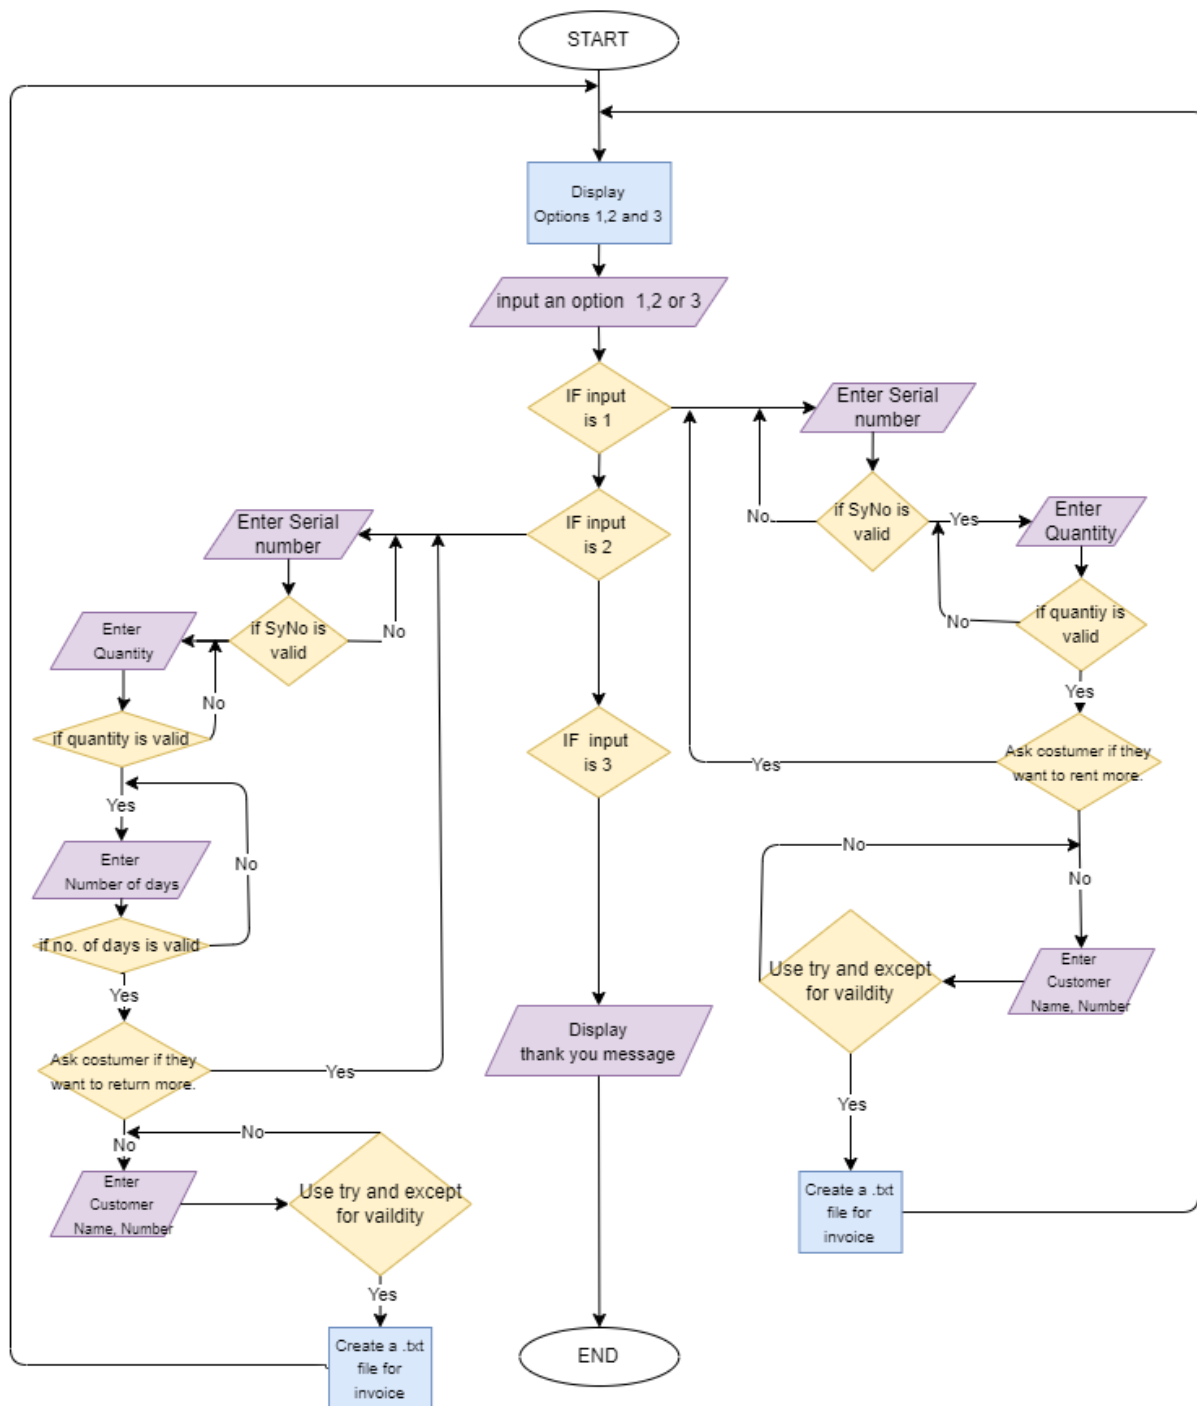 START
Display
Options 1,2 and 3
input an option 1,2 or 3
IF input
is 1
Enter Serial
number
if SyNo is
valid
No
Yes
Enter
Quantity
if quantiy is
valid
No
Yes
Ask costumer if they
want to rent more.
Yes
No
No
Enter
Customer
Name, Number
Use try and except
for vaildity
Yes
Create a .txt
file for
invoice
IF input
is 2
Enter Serial
number
if SyNo is
valid
No
Enter
Quantity
No
if quantity is valid
Yes
Enter
Number of days
No
if no. of days is valid
Yes
Ask costumer if they
want to return more.
Yes
No
No
Enter
Customer
Name, Number
Use try and except
for vaildity
Yes
Create a .txt
file for
invoice
IF input
is 3
Display
thank you message
END